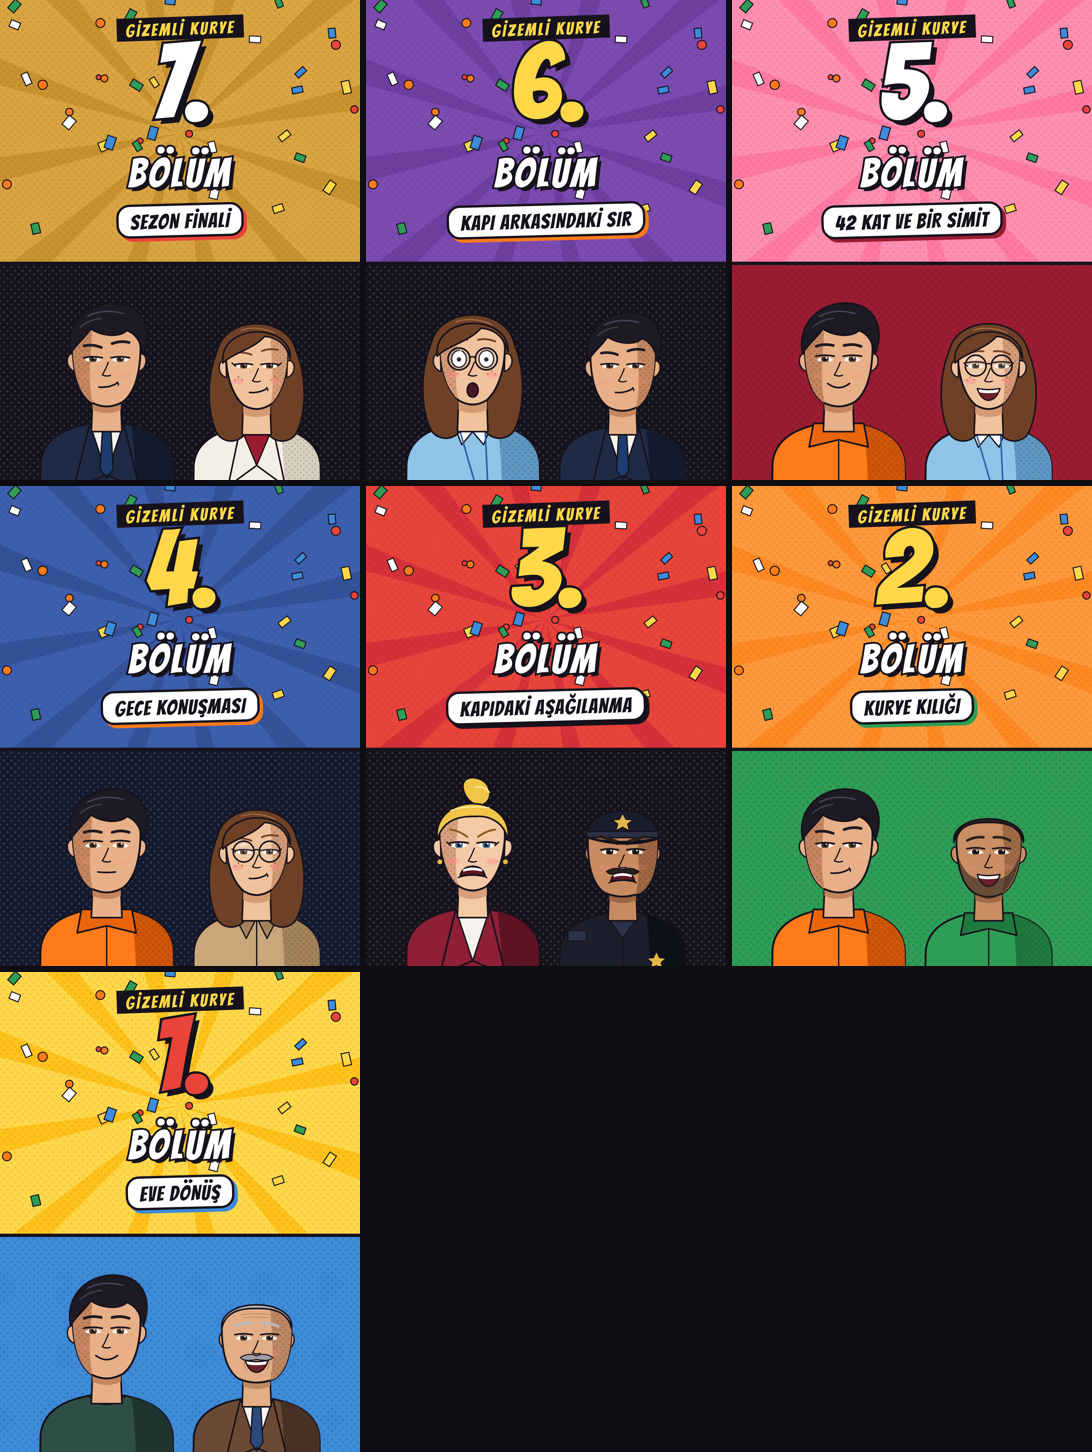 GİZEMLİ KURYE
7.
BÖLÜM
SEZON FİNALİ
GİZEMLİ KURYE
6.
BÖLÜM
KAPI ARKASINDAKİ SIR
GİZEMLİ KURYE
5.
BÖLÜM
42 KAT VE BİR SİMİT
GİZEMLİ KURYE
4.
BÖLÜM
GECE KONUŞMASI
GİZEMLİ KURYE
3.
BÖLÜM
KAPIDAKİ AŞAĞILANMA
GİZEMLİ KURYE
2.
BÖLÜM
KURYE KILIĞI
GİZEMLİ KURYE
1.
BÖLÜM
EVE DÖNÜŞ